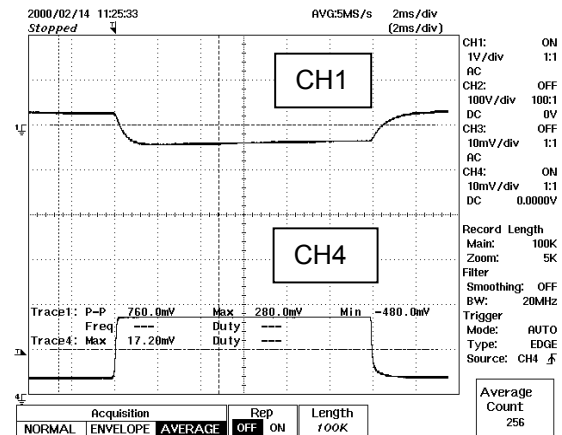 2000/02/14 11:25:33 AVG:5MS/s 2ms/div
Stopped (2ms/div)
CH1
CH4
CH1: ON
1V/div 1:1
AC
CH2: OFF
100V/div 100:1
DC 0V
CH3: OFF
10mV/div 1:1
AC
CH4: ON
10mV/div 1:1
DC 0.0000V
Record Length
Main: 100K
Zoom: 5K
Filter
Smoothing: OFF
BW: 20MHz
Trigger
Mode: AUTO
Type: EDGE
Source: CH4
Trace1: P-P 760.0mV Max 280.0mV Min -480.0mV
Freq --- Duty ---
Trace4: Max 17.20mV Duty ---
Acquisition Rep Length
NORMAL ENVELOPE AVERAGE OFF ON 100K
Average
Count
256